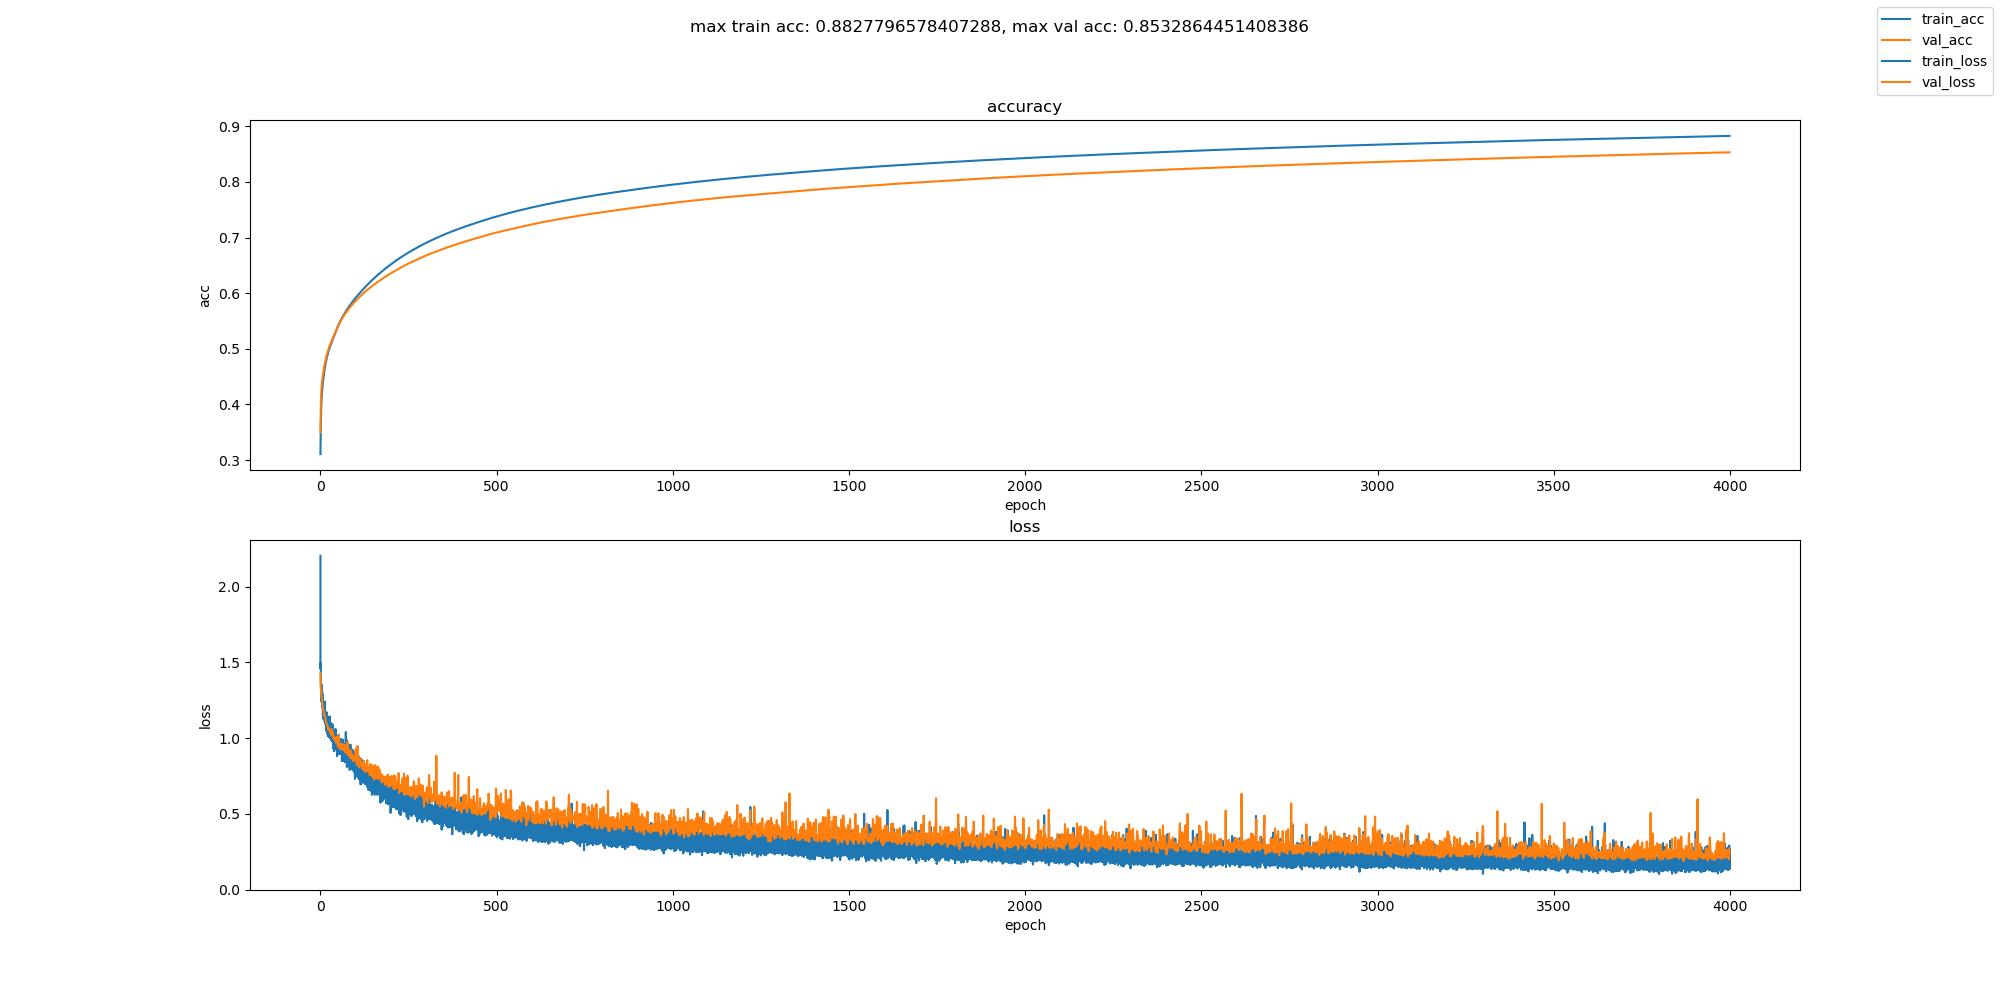 max train acc: 0.8827796578407288, max val acc: 0.8532864451408386
train_acc
val_acc
train_loss
val_loss
accuracy
acc
0.9
0.8
0.7
0.6
0.5
0.4
0.3
0 500 1000 1500 2000 2500 3000 3500 4000
epoch
loss
loss
2.0
1.5
1.0
0.5
0.0
0 500 1000 1500 2000 2500 3000 3500 4000
epoch